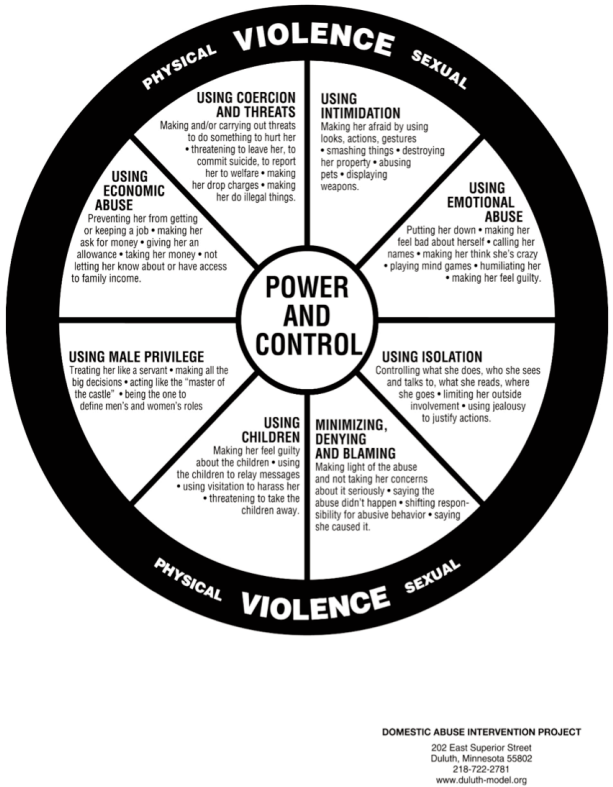 PHYSICAL VIOLENCE SEXUAL
USING COERCION
AND THREATS
Making and/or carrying out threats
to do something to hurt her
• threatening to leave her, to
commit suicide, to report
her to welfare • making
her drop charges • making
her do illegal things.
USING
INTIMIDATION
Making her afraid by using
looks, actions, gestures
• smashing things • destroying
her property • abusing
pets • displaying
weapons.
USING
EMOTIONAL
ABUSE
Putting her down • making her
feel bad about herself • calling her
names • making her think she's crazy
• playing mind games • humiliating her
• making her feel guilty.
USING ISOLATION
Controlling what she does, who she sees
and talks to, what she reads, where
she goes • limiting her outside
involvement • using jealousy
to justify actions.
MINIMIZING,
DENYING
AND BLAMING
Making light of the abuse
and not taking her concerns
about it seriously • saying the
abuse didn't happen • shifting respon-
sibility for abusive behavior • saying
she caused it.
USING
CHILDREN
Making her feel guilty
about the children • using
the children to relay messages
• using visitation to harass her
• threatening to take the
children away.
USING MALE PRIVILEGE
Treating her like a servant • making all the
big decisions • acting like the "master of
the castle" • being the one to
define men's and women's roles
USING
ECONOMIC
ABUSE
Preventing her from getting
or keeping a job • making her
ask for money • giving her an
allowance • taking her money • not
letting her know about or have access
to family income.
POWER
AND
CONTROL
PHYSICAL VIOLENCE SEXUAL
DOMESTIC ABUSE INTERVENTION PROJECT
202 East Superior Street
Duluth, Minnesota 55802
218-722-2781
www.duluth-model.org